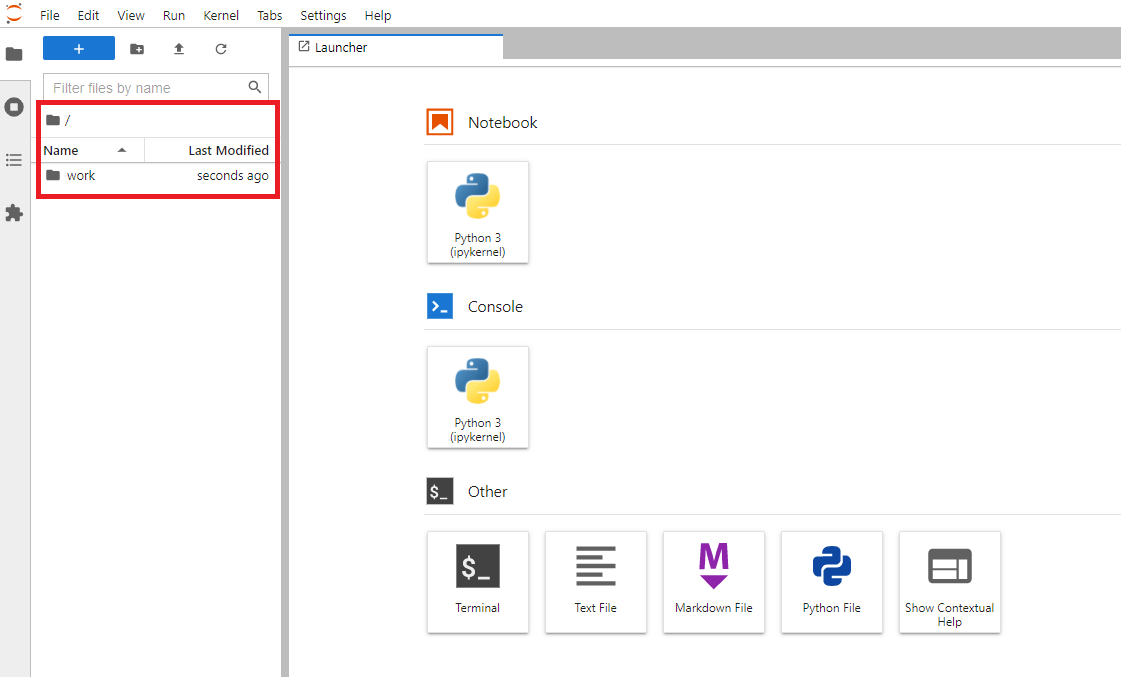 File Edit View Run Kernel Tabs Settings Help
+
Filter files by name
/
Name Last Modified
work seconds ago
Launcher
Notebook
Python 3
(ipykernel)
>_ Console
Python 3
(ipykernel)
$_ Other
$_
Terminal
Text File
M
Markdown File
Python File
Show Contextual
Help